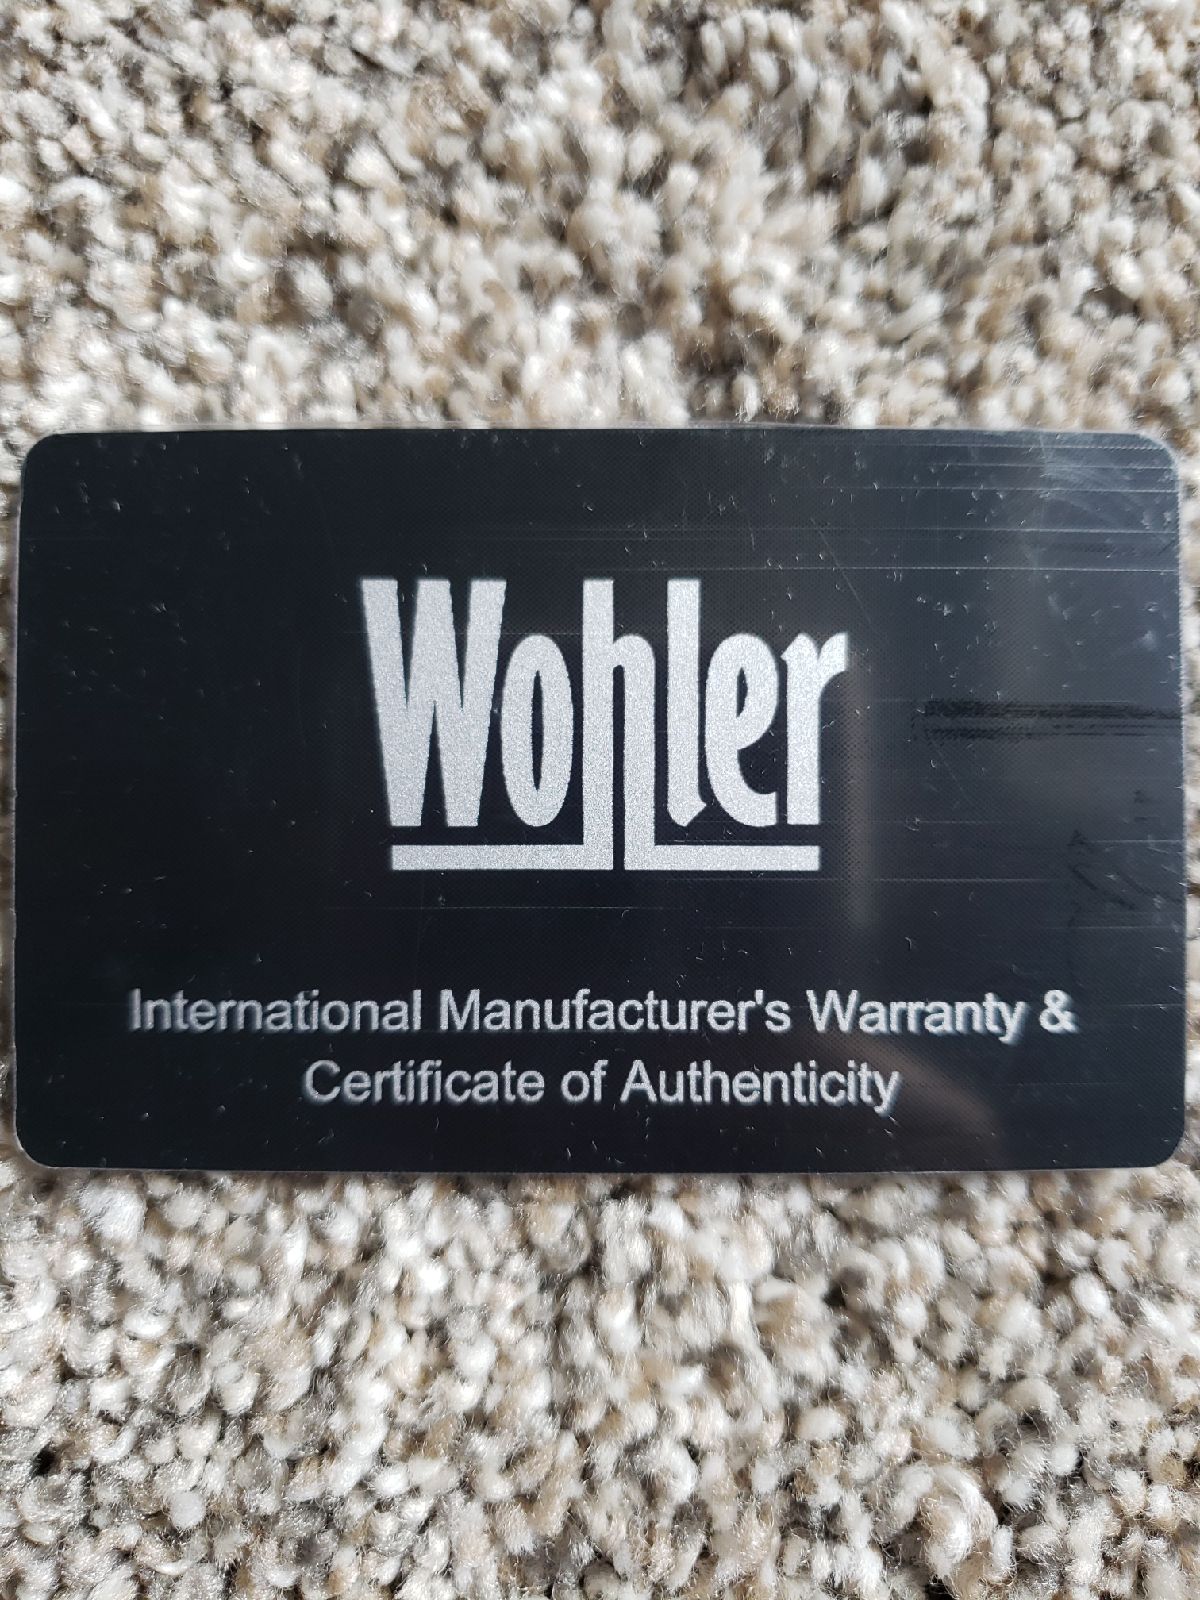 Wohler
International Manufacturer's Warranty &
Certificate of Authenticity